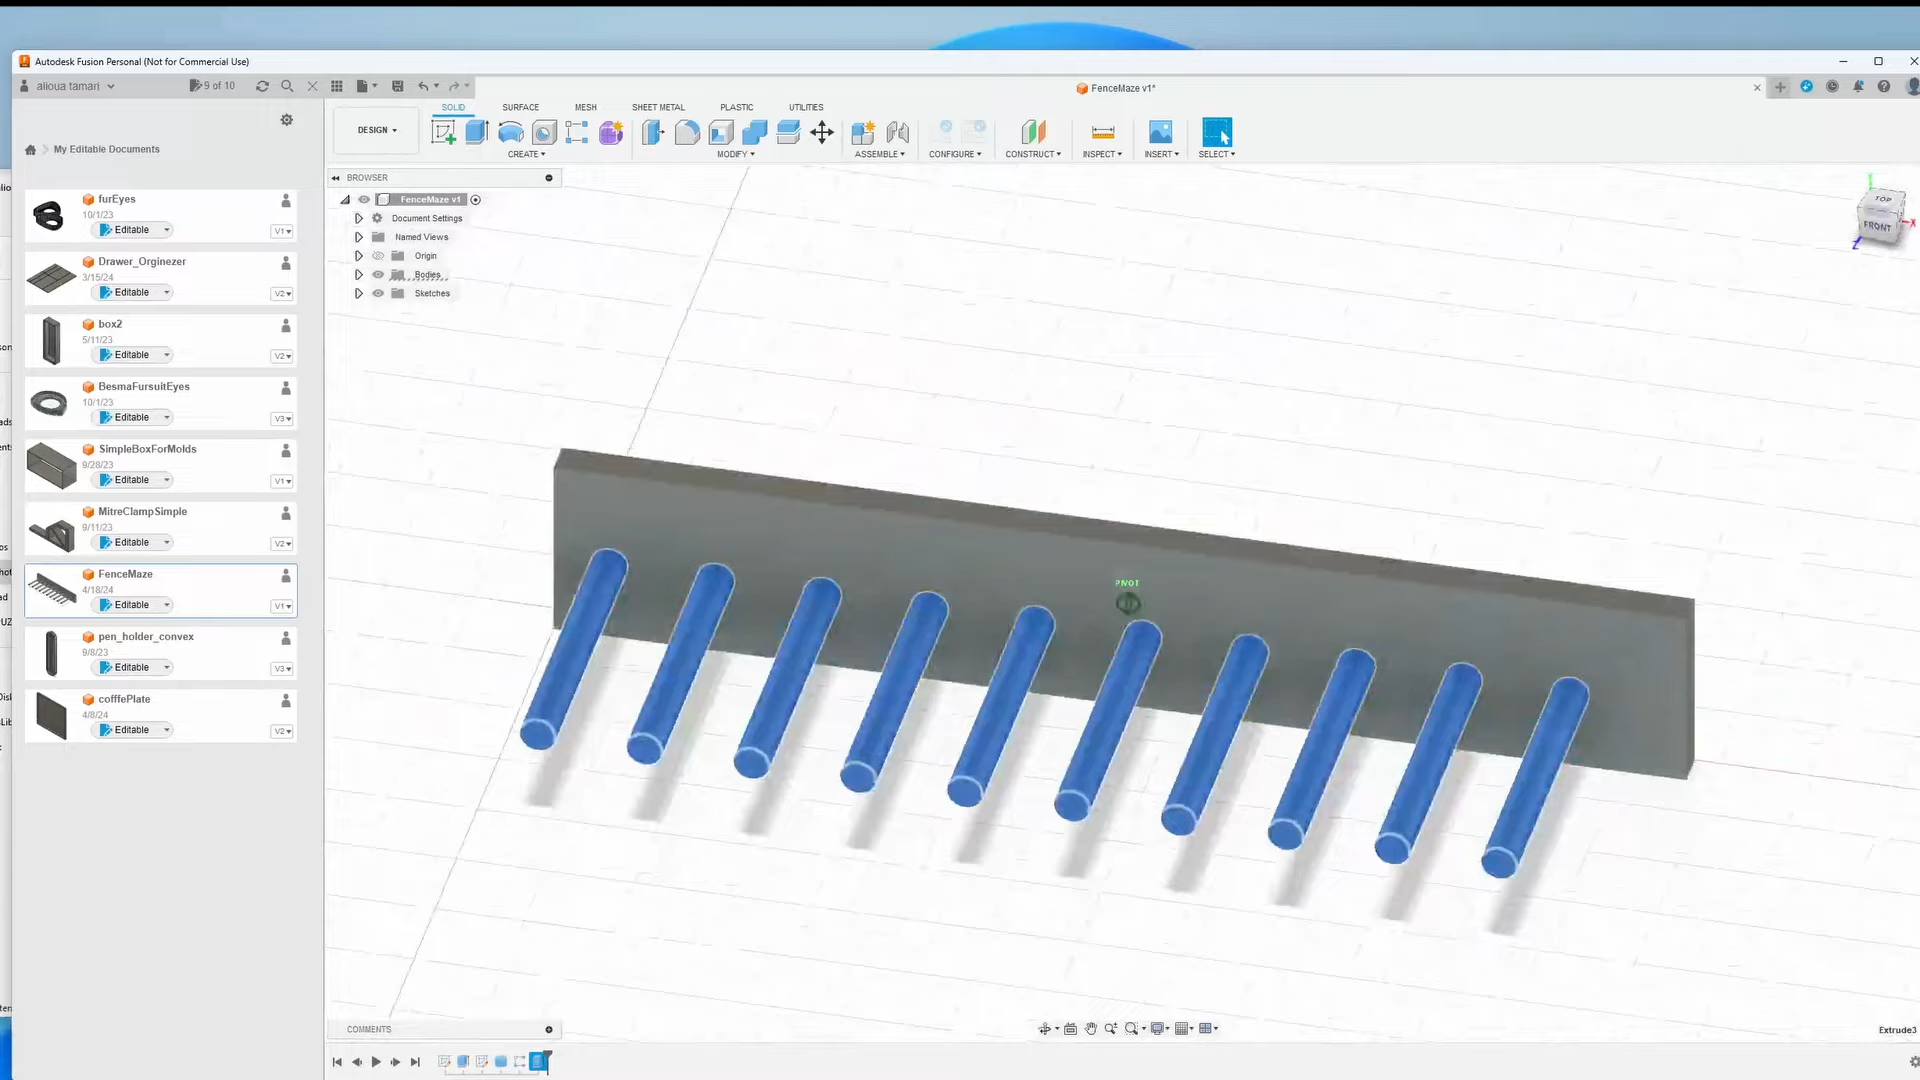 Autodesk Fusion Personal (Not for Commercial Use)
alioua tamari
9 of 10
FenceMaze v1*
SOLID
SURFACE
MESH
SHEET METAL
PLASTIC
UTILITIES
DESIGN
CREATE
MODIFY
ASSEMBLE
CONFIGURE
CONSTRUCT
INSPECT
INSERT
SELECT
My Editable Documents
BROWSER
FenceMaze v1
Document Settings
Named Views
Origin
Bodies
Sketches
furEyes
10/1/23
Editable
V1
Drawer_Orginezer
3/15/24
Editable
V2
box2
5/11/23
Editable
V2
BesmaFursuitEyes
10/1/23
Editable
V3
SimpleBoxForMolds
9/28/23
Editable
V1
MitreClampSimple
9/11/23
Editable
V2
FenceMaze
4/18/24
Editable
V1
pen_holder_convex
9/8/23
Editable
V3
cofffePlate
4/8/24
Editable
V2
TOP
FRONT
X
Z
PIVOT
COMMENTS
Extrude3